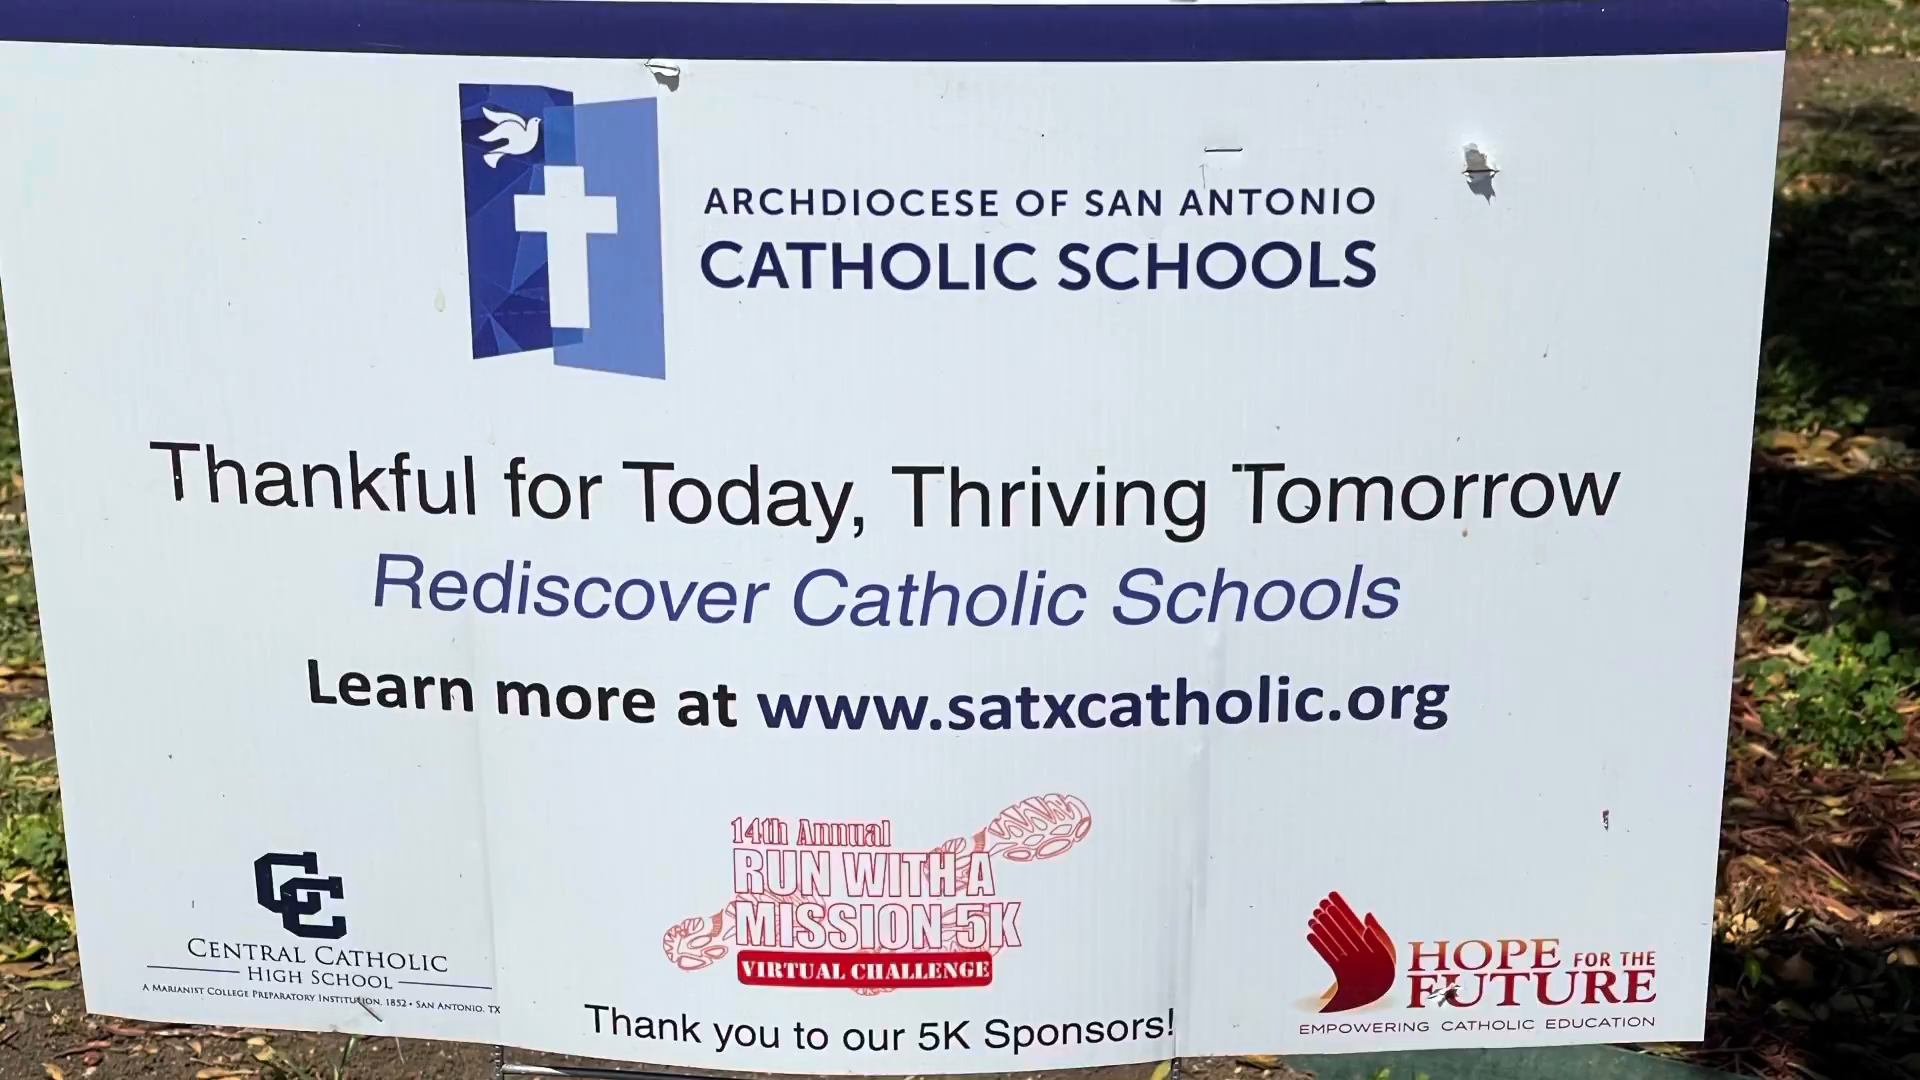 ARCHDIOCESE OF SAN ANTONIO
CATHOLIC SCHOOLS
Thankful for Today, Thriving Tomorrow
Rediscover Catholic Schools
Learn more at www.satxcatholic.org
CC
CENTRAL CATHOLIC
HIGH SCHOOL
A MARIANIST COLLEGE PREPARATORY INSTITUTION, 1852 • SAN ANTONIO, TX
14th Annual
RUN WITH A
MISSION 5K
VIRTUAL CHALLENGE
Thank you to our 5K Sponsors!
HOPE FOR THE
FUTURE
EMPOWERING CATHOLIC EDUCATION